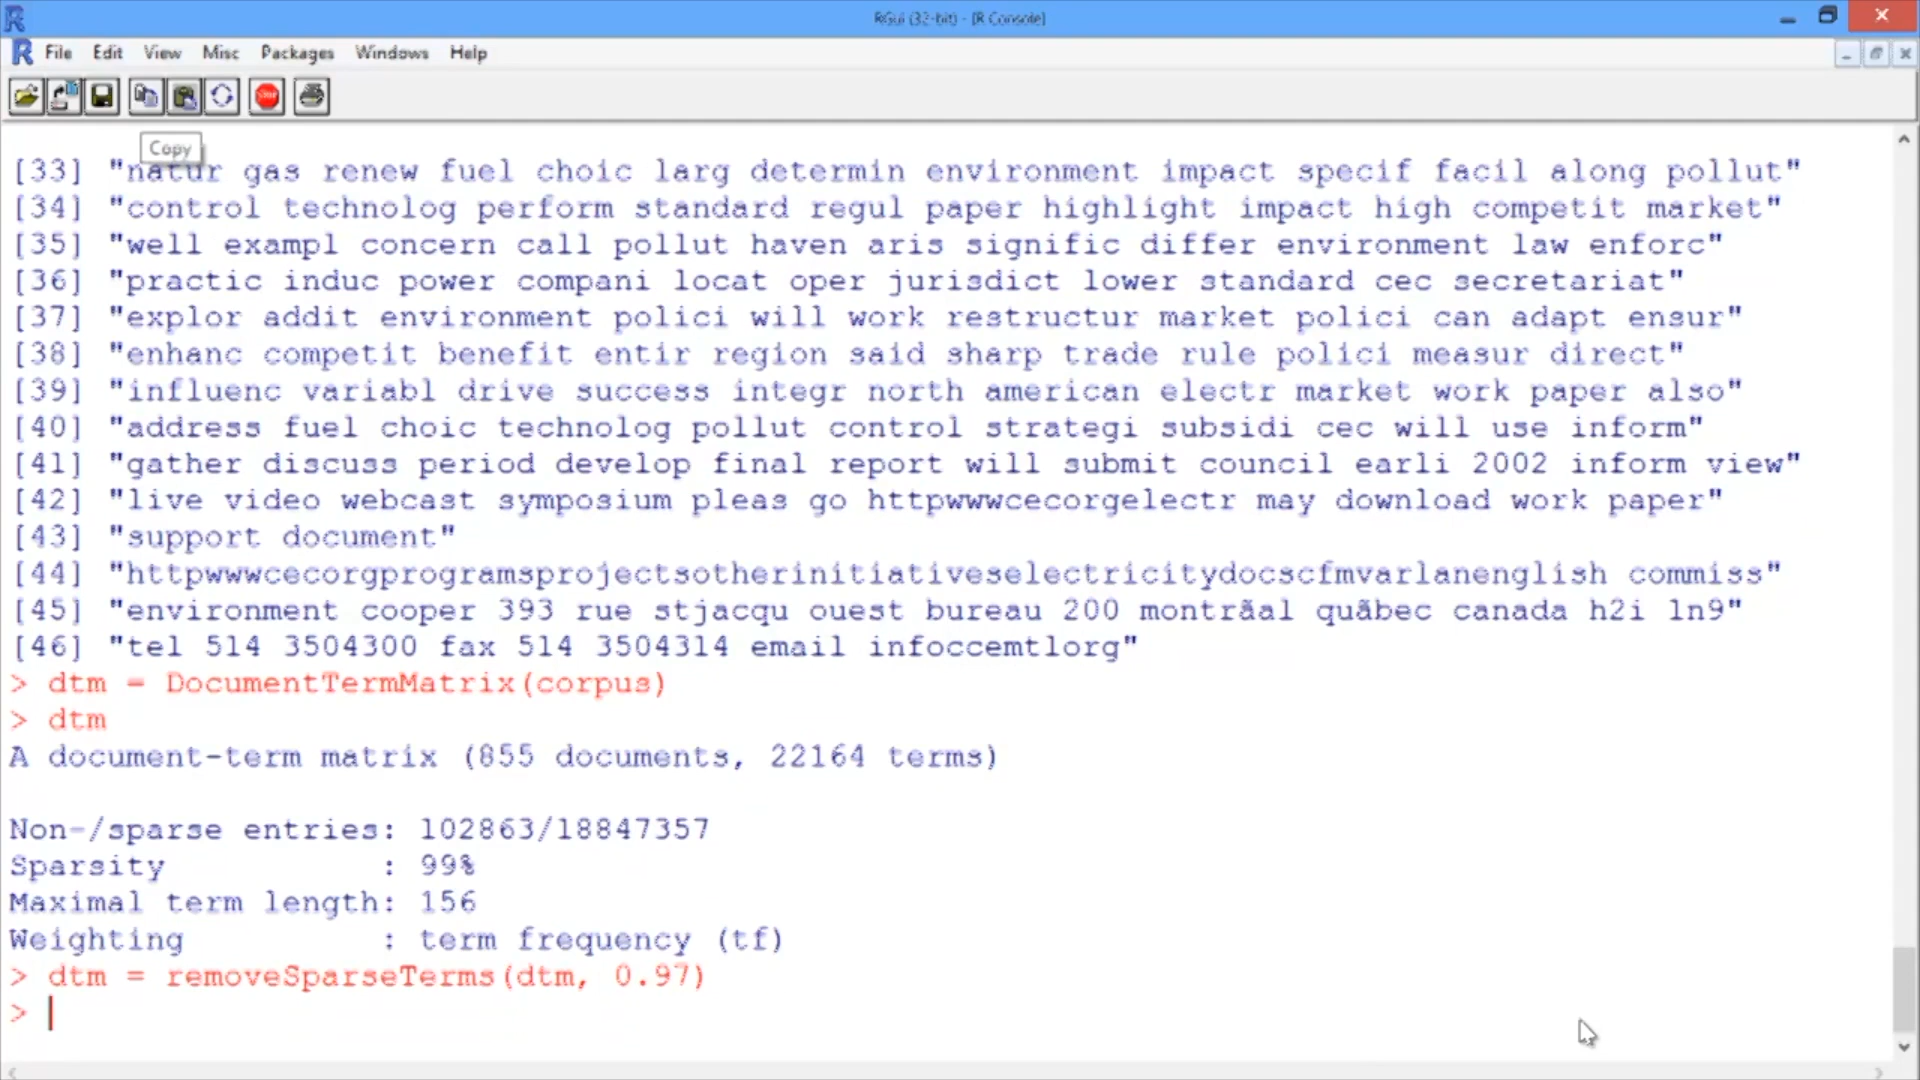 RGui (32-bit) - [R Console]
File Edit View Misc Packages Windows Help
STOP
Copy
[33] "natur gas renew fuel choic larg determin environment impact specif facil along pollut"
[34] "control technolog perform standard regul paper highlight impact high competit market"
[35] "well exampl concern call pollut haven aris signific differ environment law enforc"
[36] "practic induc power compani locat oper jurisdict lower standard cec secretariat"
[37] "explor addit environment polici will work restructur market polici can adapt ensur"
[38] "enhanc competit benefit entir region said sharp trade rule polici measur direct"
[39] "influenc variabl drive success integr north american electr market work paper also"
[40] "address fuel choic technolog pollut control strategi subsidi cec will use inform"
[41] "gather discuss period develop final report will submit council earli 2002 inform view"
[42] "live video webcast symposium pleas go httpwwwcecorgelectr may download work paper"
[43] "support document"
[44] "httpwwwcecorgprogramsprojectsotherinitiativeselectricitydocscfmvarlanenglish commiss"
[45] "environment cooper 393 rue stjacqu ouest bureau 200 montrãal quãbec canada h2i 1n9"
[46] "tel 514 3504300 fax 514 3504314 email infoccemtlorg"
> dtm = DocumentTermMatrix(corpus)
> dtm
A document-term matrix (855 documents, 22164 terms)
Non-/sparse entries: 102863/18847357
Sparsity : 99%
Maximal term length: 156
Weighting : term frequency (tf)
> dtm = removeSparseTerms(dtm, 0.97)
>